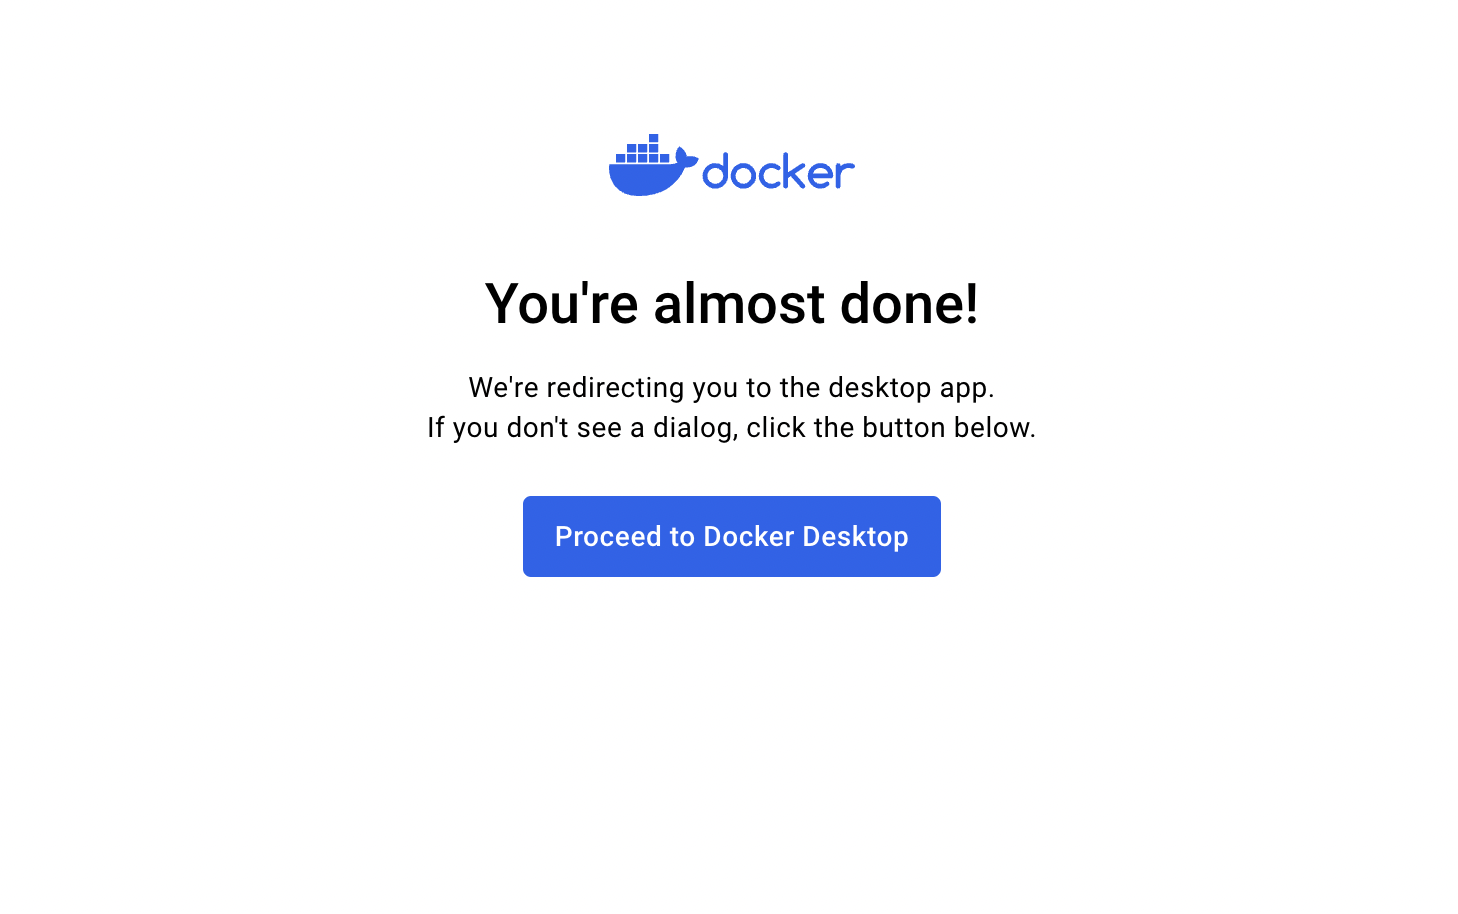 docker
You're almost done!
We're redirecting you to the desktop app.
If you don't see a dialog, click the button below.
Proceed to Docker Desktop